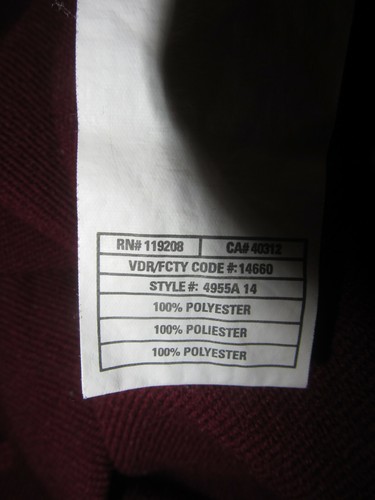 RN# 119208 CA# 40312
VDR/FCTY CODE #:14660
STYLE #: 4955A 14
100% POLYESTER
100% POLIESTER
100% POLYESTER